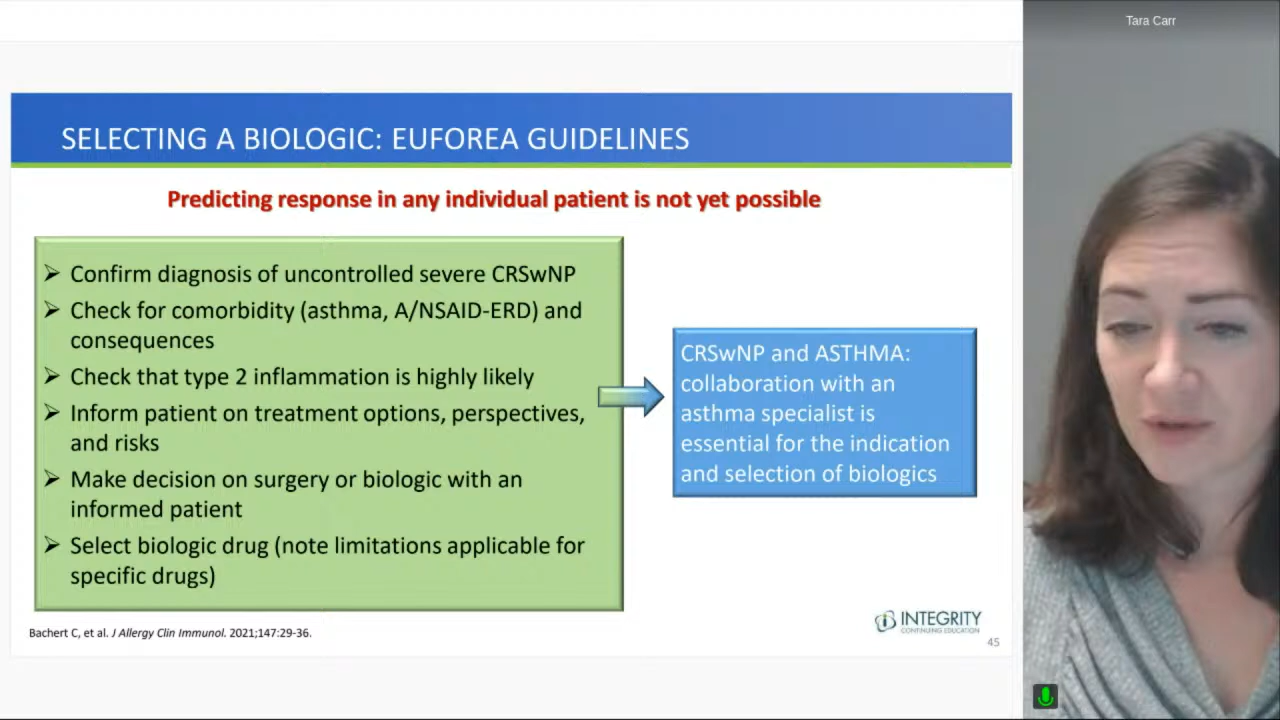 Tara Carr
SELECTING A BIOLOGIC: EUFOREA GUIDELINES
Predicting response in any individual patient is not yet possible
➢ Confirm diagnosis of uncontrolled severe CRSwNP
➢ Check for comorbidity (asthma, A/NSAID-ERD) and
consequences
➢ Check that type 2 inflammation is highly likely
➢ Inform patient on treatment options, perspectives,
and risks
➢ Make decision on surgery or biologic with an
informed patient
➢ Select biologic drug (note limitations applicable for
specific drugs)
CRSwNP and ASTHMA:
collaboration with an
asthma specialist is
essential for the indication
and selection of biologics
Bachert C, et al. J Allergy Clin Immunol. 2021;147:29-36.
INTEGRITY
CONTINUING EDUCATION
45